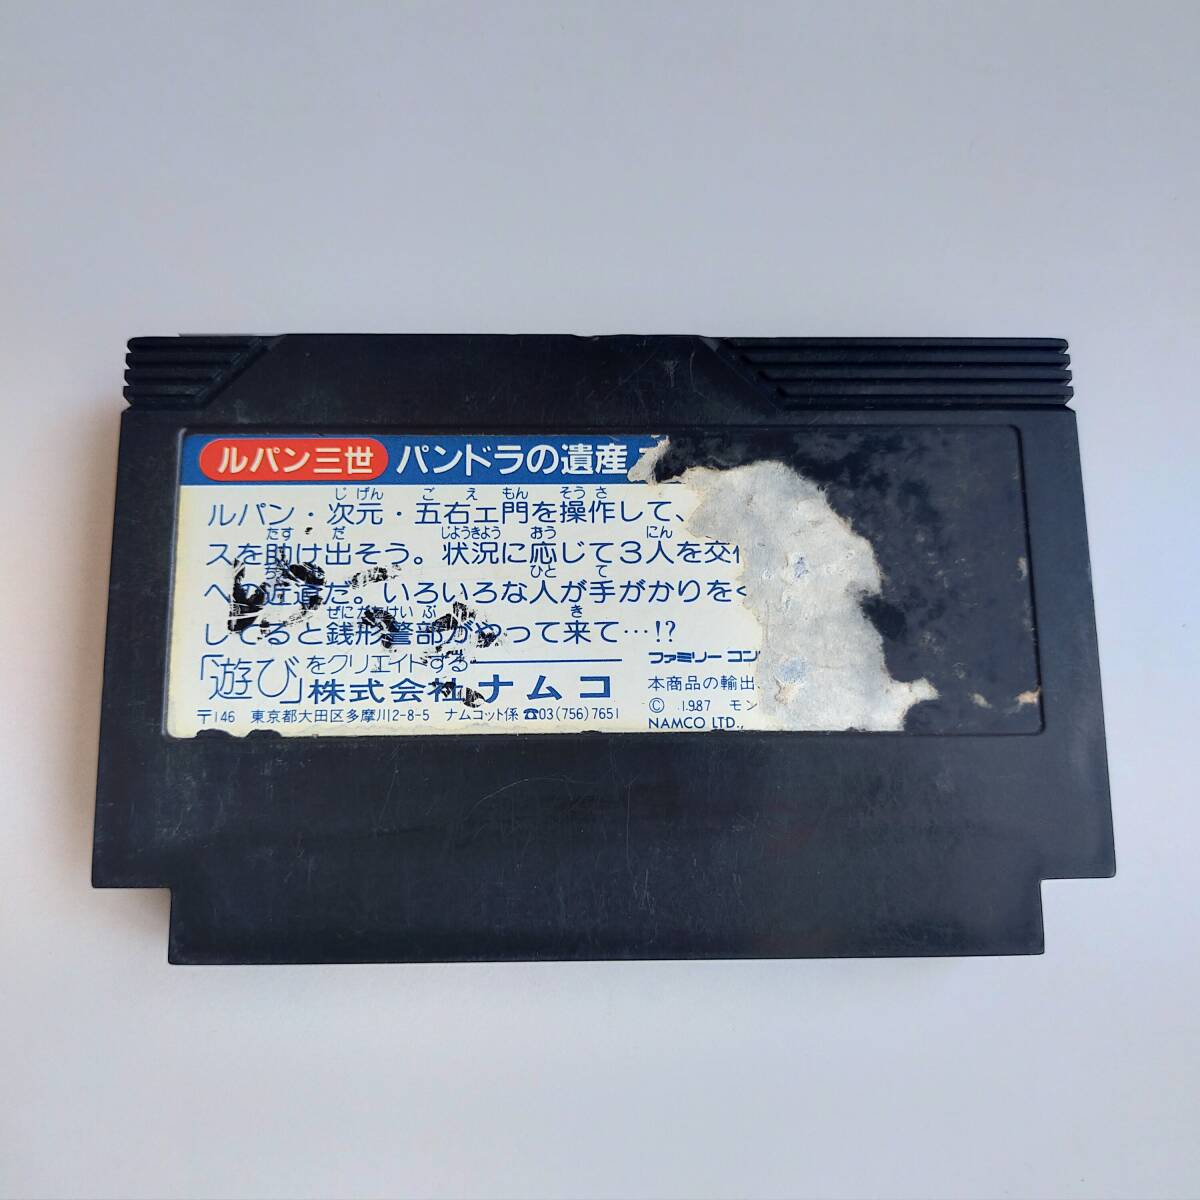 ルパン三世 パンドラの遺産
ルパン・次元・五右ェ門を操作して、
スを助け出そう。状況に応じて3人を交
への近道だ。いろいろな人が手がかりを
してると銭形警部がやって来て…!?
「遊び」をクリエイトする
株式会社ナムコ
〒146 東京都大田区多摩川2-8-5 ナムコット係 ☎03(756)7651
ファミリーコン
本商品の輸出、
© 1987 モン
NAMCO LTD.,